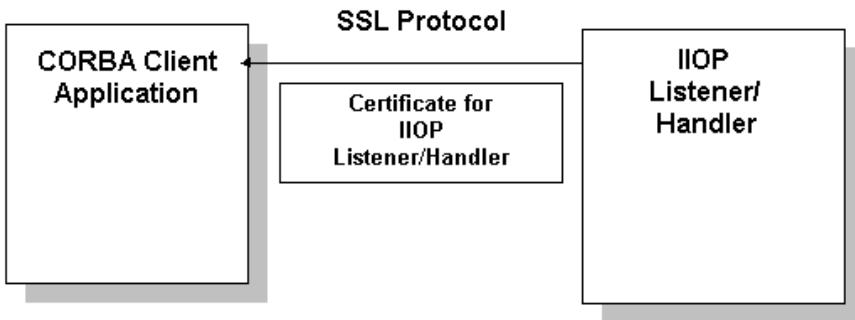 SSL Protocol
CORBA Client
Application
IIOP
Listener/
Handler
Certificate for
IIOP
Listener/Handler